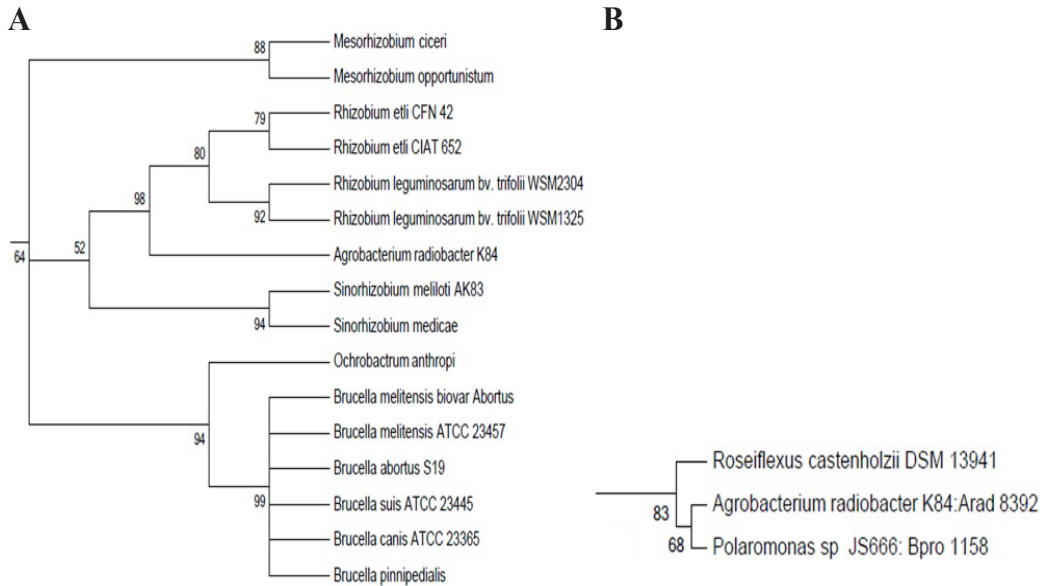 A
B
88
Mesorhizobium ciceri
Mesorhizobium opportunistum
79
Rhizobium etli CFN 42
Rhizobium etli CIAT 652
80
98
92
Rhizobium leguminosarum bv. trifolii WSM2304
Rhizobium leguminosarum bv. trifolii WSM1325
52
64
Agrobacterium radiobacter K84
94
Sinorhizobium meliloti AK83
Sinorhizobium medicae
Ochrobactrum anthropi
94
99
Brucella melitensis biovar Abortus
Brucella melitensis ATCC 23457
Brucella abortus S19
Brucella suis ATCC 23445
Brucella canis ATCC 23365
Brucella pinnipedialis
83
68
Roseiflexus castenholzii DSM 13941
Agrobacterium radiobacter K84:Arad 8392
Polaromonas sp JS666: Bpro 1158